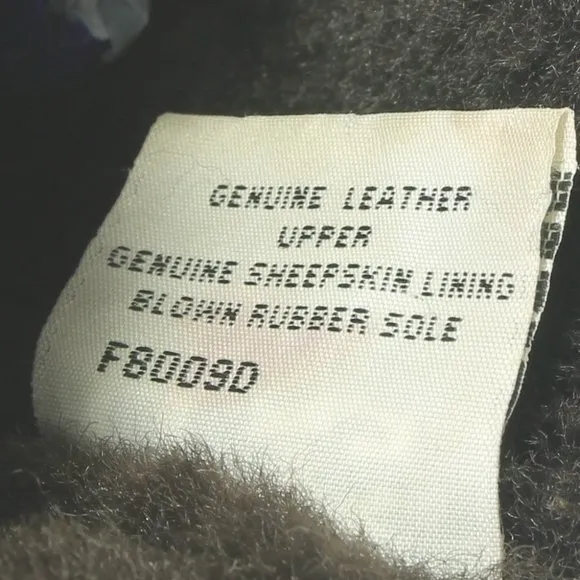 GENUINE LEATHER
UPPER
GENUINE SHEEPSKIN LINING
BLOWN RUBBER SOLE
F8009D